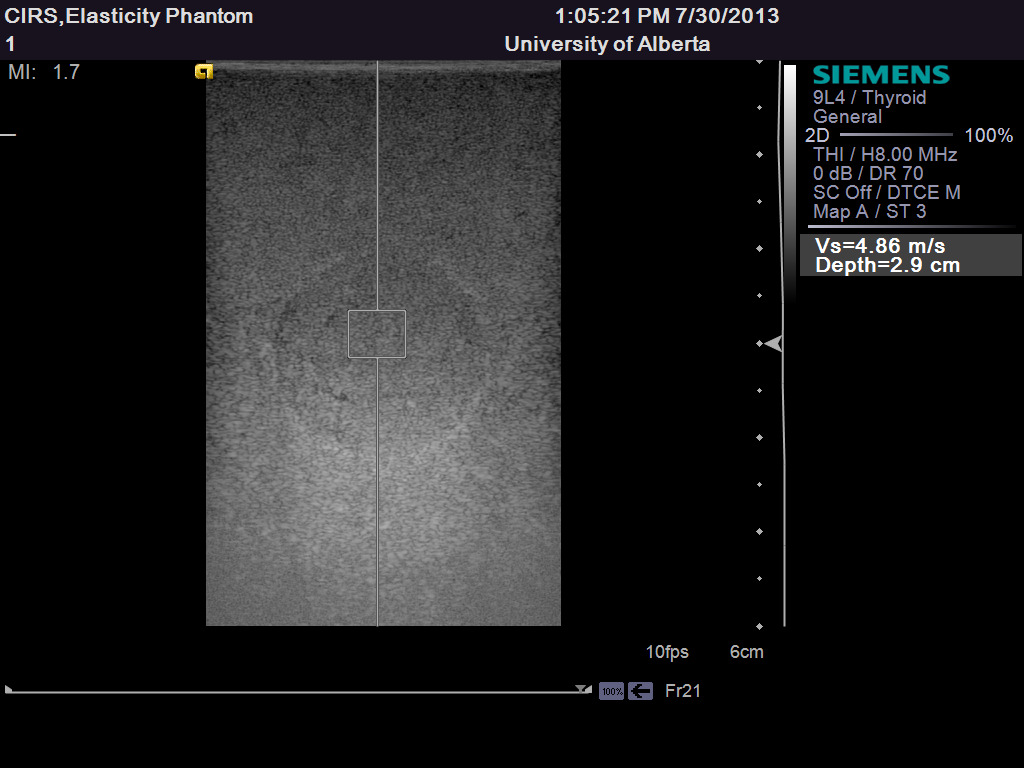 CIRS,Elasticity Phantom
1:05:21 PM 7/30/2013
1
University of Alberta
MI: 1.7
SIEMENS
9L4 / Thyroid
General
2D 100%
THI / H8.00 MHz
0 dB / DR 70
SC Off / DTCE M
Map A / ST 3
Vs=4.86 m/s
Depth=2.9 cm
10fps 6cm
100% Fr21